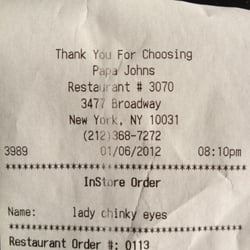 Thank You For Choosing
Papa Johns
Restaurant # 3070
3477 Broadway
New York, NY 10031
(212)368-7272
3989 01/06/2012 08:10pm
**************************************
InStore Order
Name: lady chinky eyes
**************************************
Restaurant Order #: 0113